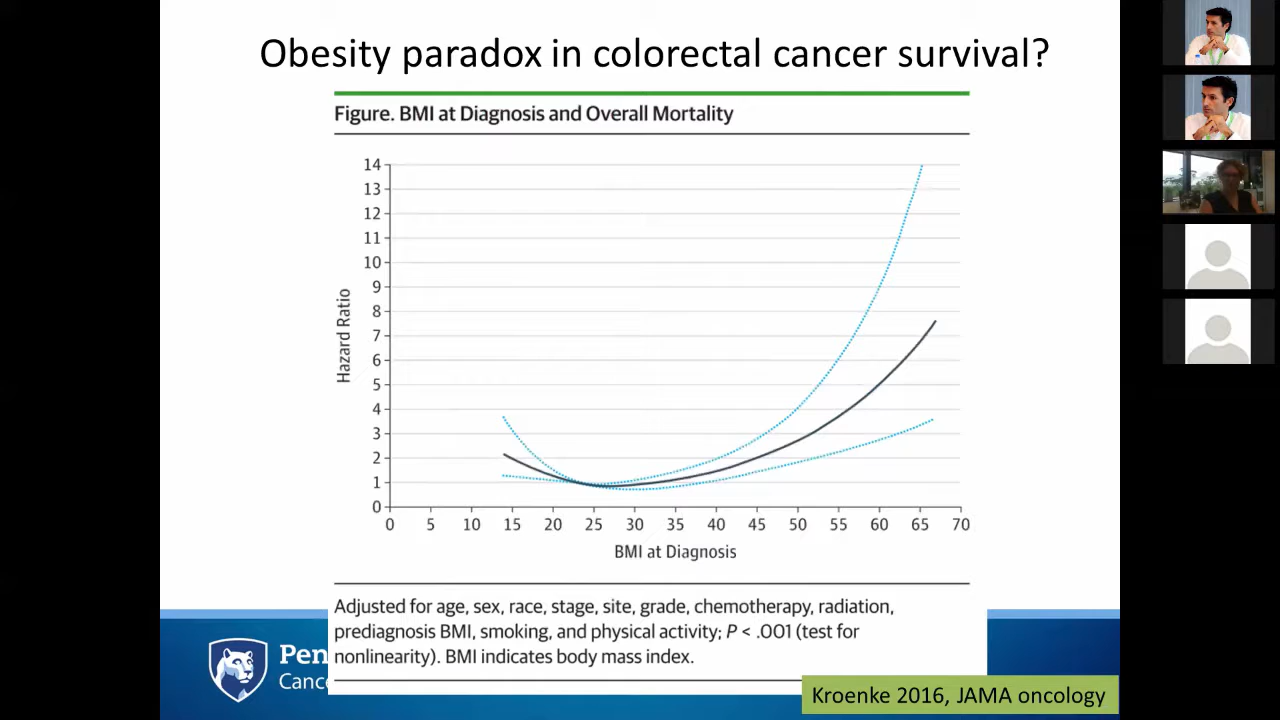 Obesity paradox in colorectal cancer survival?
Figure. BMI at Diagnosis and Overall Mortality
14
13
12
11
10
9
8
7
6
5
4
3
2
1
0
Hazard Ratio
0 5 10 15 20 25 30 35 40 45 50 55 60 65 70
BMI at Diagnosis
Adjusted for age, sex, race, stage, site, grade, chemotherapy, radiation,
prediagnosis BMI, smoking, and physical activity; P < .001 (test for
nonlinearity). BMI indicates body mass index.
Pen
Canc
Kroenke 2016, JAMA oncology